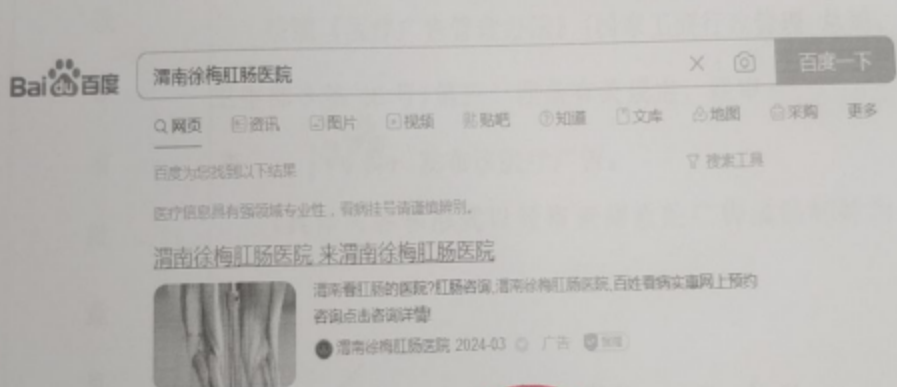 Bai du 百度 渭南徐梅肛肠医院 百度一下
网页 资讯 图片 视频 贴吧 知道 文库 地图 采购 更多
百度为您找到以下结果 搜索工具
医疗信息具有强领域专业性，看病挂号请谨慎辨别。
渭南徐梅肛肠医院 来渭南徐梅肛肠医院
渭南看肛肠的医院?肛肠咨询,渭南徐梅肛肠医院,百姓看病实惠网上预约
咨询点击咨询详情!
渭南徐梅肛肠医院 2024-03 广告 保障